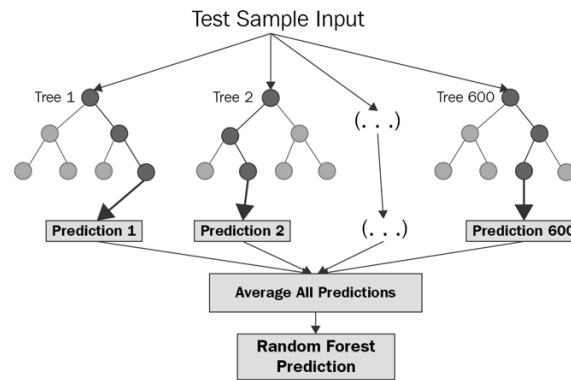 Test Sample Input
Tree 1
Tree 2
Tree 600
(. . .)
Prediction 1
Prediction 2
(. . .)
Prediction 600
Average All Predictions
Random Forest
Prediction